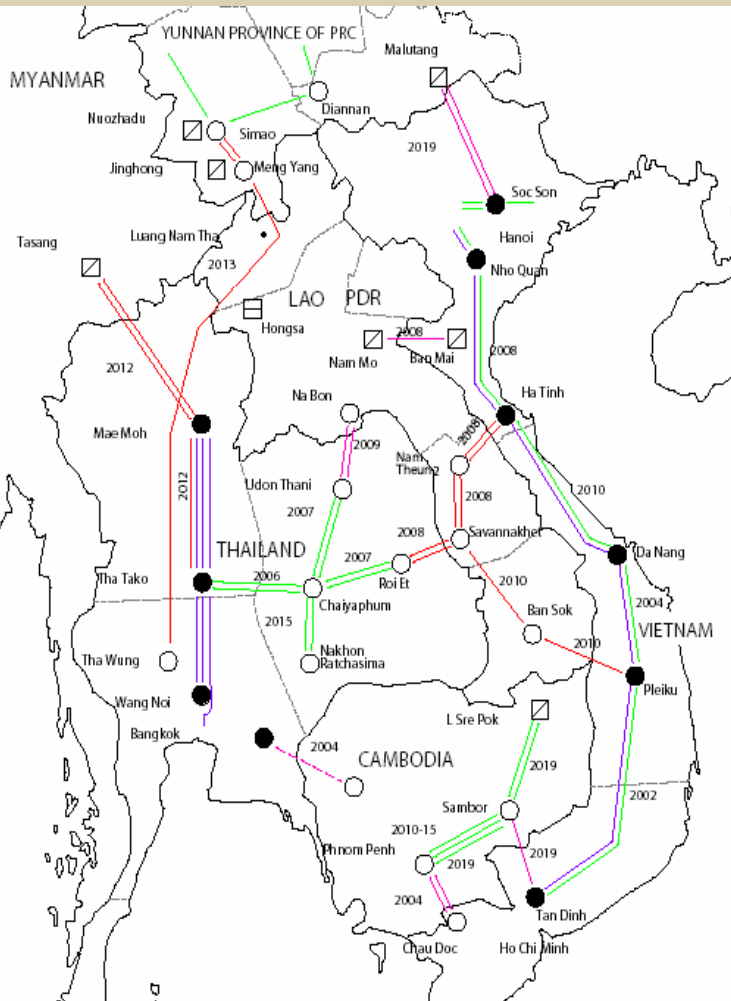 YUNNAN PROVINCE OF PRC
Malutang
MYANMAR
Diannan
Nuozhadu
Simao
2019
Jinghong
Meng Yang
Soc Son
Luang Nam Tha
Hanoi
Tasang
2013
Nho Quan
LAO PDR
Hongsa
2008
Nam Mo
Ban Mai
2008
2012
Na Bon
Ha Tinh
Mae Moh
2008
2009
Nam
Theun2
Udon Thani
2012
2008
2010
2007
2008
Savannakhet
THAILAND
2007
Da Nang
Tha Tako
2006
Roi Et
2010
Chaiyaphum
2004
Ban Sok
2015
VIETNAM
Nakhon
Ratchasima
2010
Tha Wung
Pleiku
Wang Noi
L Sre Pok
Bangkok
2004
CAMBODIA
2019
2002
Sambor
2010-15
Phnom Penh
2019
2019
2004
Tan Dinh
Chau Doc
Ho Chi Minh